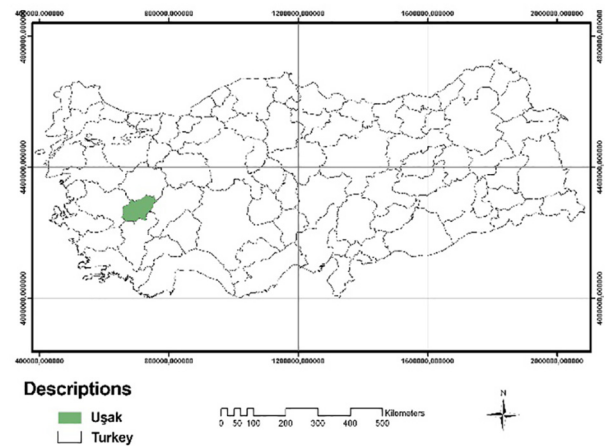 400000,000000 800000,000000 1200000,000000 1600000,000000 2000000,000000
4800000,000000 4800000,000000
4400000,000000 4400000,000000
4000000,000000 4000000,000000
400000,000000 800000,000000 1200000,000000 1600000,000000 2000000,000000
Descriptions
Uşak
Turkey
0 50 100 200 300 400 500
Kilometers
N